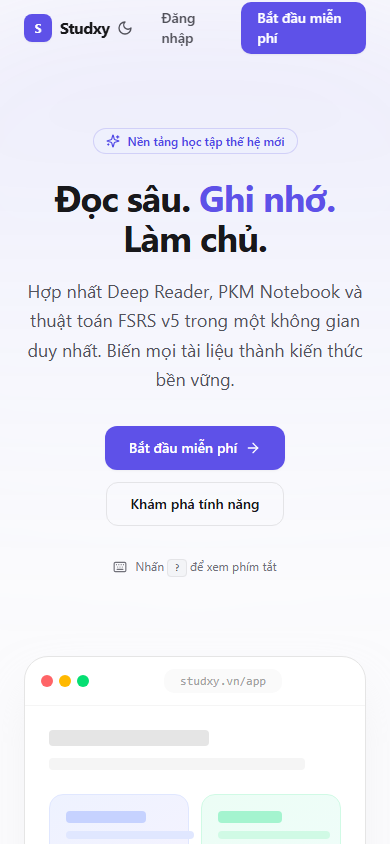 S Studxy
Đăng
nhập
Bắt đầu miễn
phí
Nền tảng học tập thế hệ mới
Đọc sâu. Ghi nhớ.
Làm chủ.
Hợp nhất Deep Reader, PKM Notebook và
thuật toán FSRS v5 trong một không gian
duy nhất. Biến mọi tài liệu thành kiến thức
bền vững.
Bắt đầu miễn phí
Khám phá tính năng
Nhấn ? để xem phím tắt
studxy.vn/app